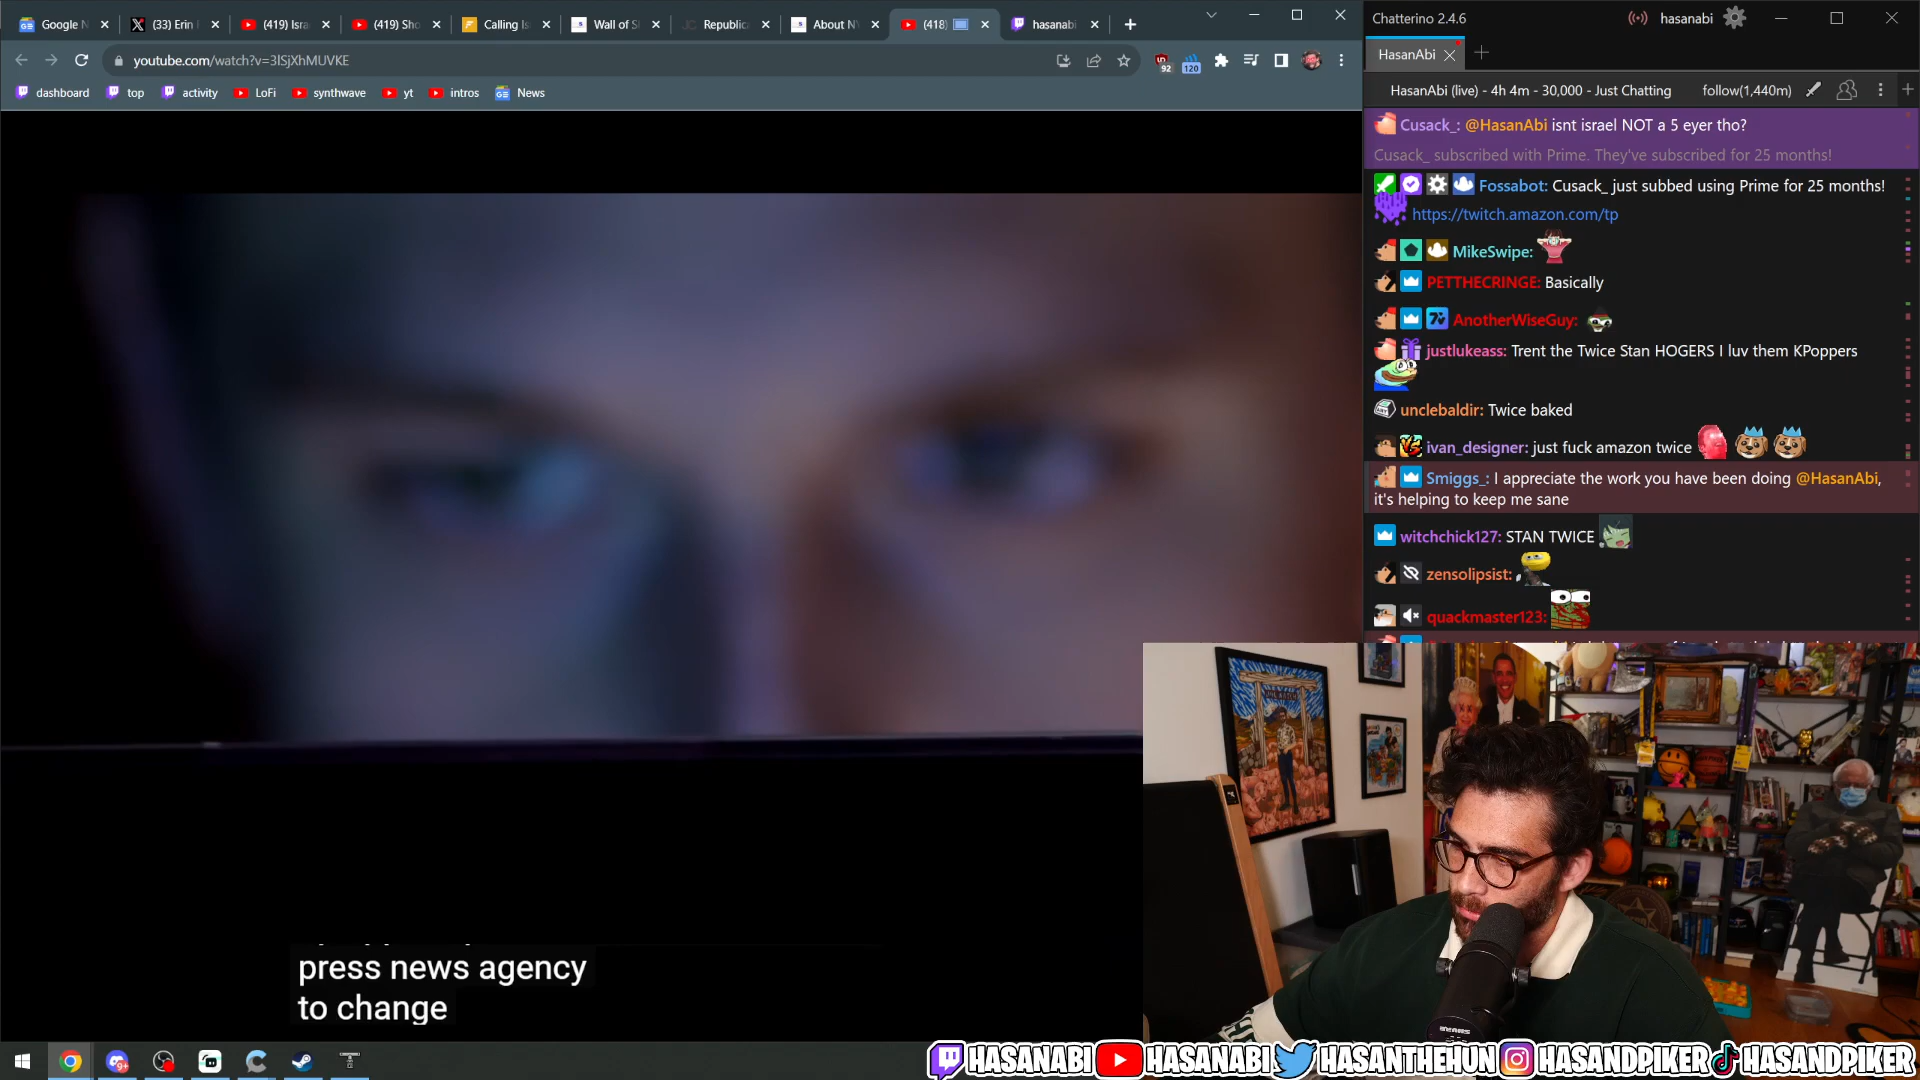 Google N
(33) Erin
(419) Isra
(419) Sho
Calling Is
Wall of S
Republica
About NY
(418)
hasanabi
youtube.com/watch?v=3lSjXhMUVKE
92
120
dashboard
top
activity
LoFi
synthwave
yt
intros
News
press news agency
to change
Chatterino 2.4.6
hasanabi
HasanAbi
HasanAbi (live) - 4h 4m - 30,000 - Just Chatting
follow(1,440m)
Cusack_: @HasanAbi isnt israel NOT a 5 eyer tho?
Cusack_ subscribed with Prime. They've subscribed for 25 months!
Fossabot: Cusack_ just subbed using Prime for 25 months!
https://twitch.amazon.com/tp
MikeSwipe:
PETTHECRINGE: Basically
AnotherWiseGuy:
justlukeass: Trent the Twice Stan HOGERS I luv them KPoppers
unclebaldir: Twice baked
ivan_designer: just fuck amazon twice
Smiggs_: I appreciate the work you have been doing @HasanAbi,
it's helping to keep me sane
witchchick127: STAN TWICE
zensolipsist:
quackmaster123:
HASANABI HASANABI HASANTHEHUN HASANDPIKER HASANDPIKER